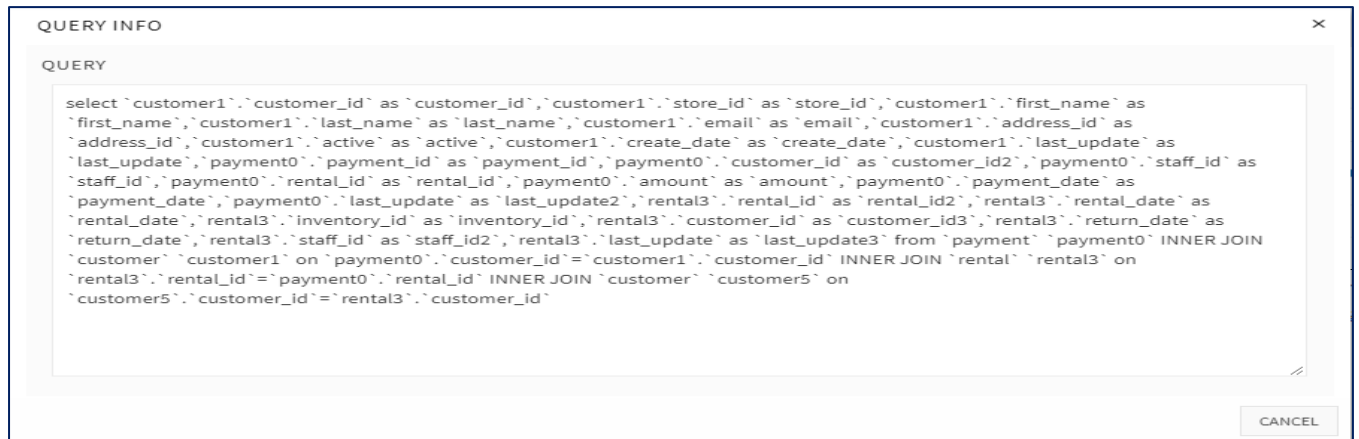 QUERY INFO ×
QUERY
select `customer1`.`customer_id` as `customer_id`,`customer1`.`store_id` as `store_id`,`customer1`.`first_name` as
`first_name`,`customer1`.`last_name` as `last_name`,`customer1`.`email` as `email`,`customer1`.`address_id` as
`address_id`,`customer1`.`active` as `active`,`customer1`.`create_date` as `create_date`,`customer1`.`last_update` as
`last_update`,`payment0`.`payment_id` as `payment_id`,`payment0`.`customer_id` as `customer_id2`,`payment0`.`staff_id` as
`staff_id`,`payment0`.`rental_id` as `rental_id`,`payment0`.`amount` as `amount`,`payment0`.`payment_date` as
`payment_date`,`payment0`.`last_update` as `last_update2`,`rental3`.`rental_id` as `rental_id2`,`rental3`.`rental_date` as
`rental_date`,`rental3`.`inventory_id` as `inventory_id`,`rental3`.`customer_id` as `customer_id3`,`rental3`.`return_date` as
`return_date`,`rental3`.`staff_id` as `staff_id2`,`rental3`.`last_update` as `last_update3` from `payment` `payment0` INNER JOIN
`customer` `customer1` on `payment0`.`customer_id`=`customer1`.`customer_id` INNER JOIN `rental` `rental3` on
`rental3`.`rental_id`=`payment0`.`rental_id` INNER JOIN `customer` `customer5` on
`customer5`.`customer_id`=`rental3`.`customer_id`
CANCEL